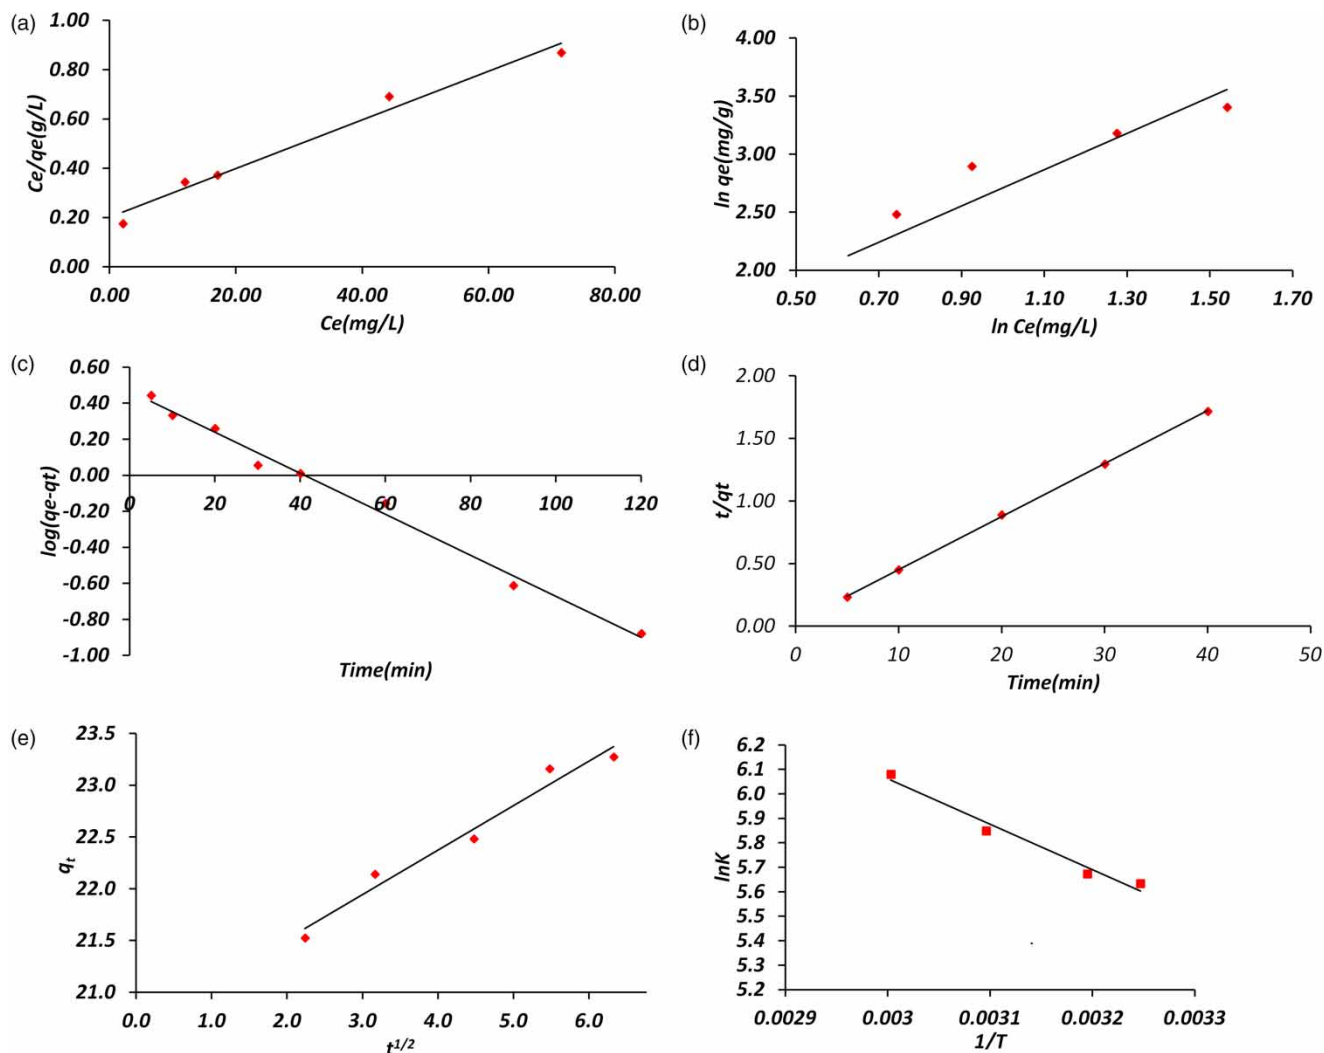 (a)
1.00
0.80
0.60
0.40
0.20
0.00
Ce/qe(g/L)
0.00 20.00 40.00 60.00 80.00
Ce(mg/L)
(b)
4.00
3.50
3.00
2.50
2.00
ln qe(mg/g)
0.50 0.70 0.90 1.10 1.30 1.50 1.70
ln Ce(mg/L)
(c)
0.60
0.40
0.20
0.00
-0.20
-0.40
-0.60
-0.80
-1.00
log(qe-qt)
0 20 40 60 80 100 120
Time(min)
(d)
2.00
1.50
1.00
0.50
0.00
t/qt
0 10 20 30 40 50
Time(min)
(e)
23.5
23.0
22.5
22.0
21.5
21.0
qt
0.0 1.0 2.0 3.0 4.0 5.0 6.0
t1/2
(f)
6.2
6.1
6.0
5.9
5.8
5.7
5.6
5.5
5.4
5.3
5.2
lnK
0.0029 0.003 0.0031 0.0032 0.0033
1/T